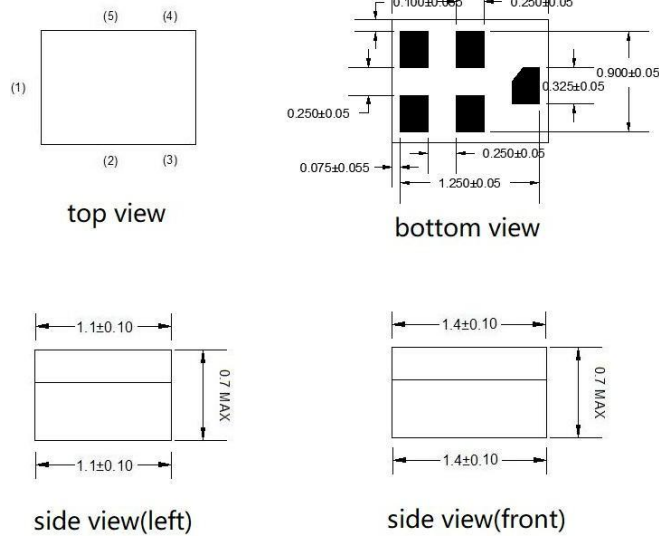 0.100±0.055
0.250±0.05
(5)
(4)
(1)
0.900±0.05
0.325±0.05
0.250±0.05
(2)
(3)
0.250±0.05
0.075±0.055
1.250±0.05
top view
bottom view
1.1±0.10
1.4±0.10
0.7 MAX
0.7 MAX
1.1±0.10
1.4±0.10
side view(left)
side view(front)